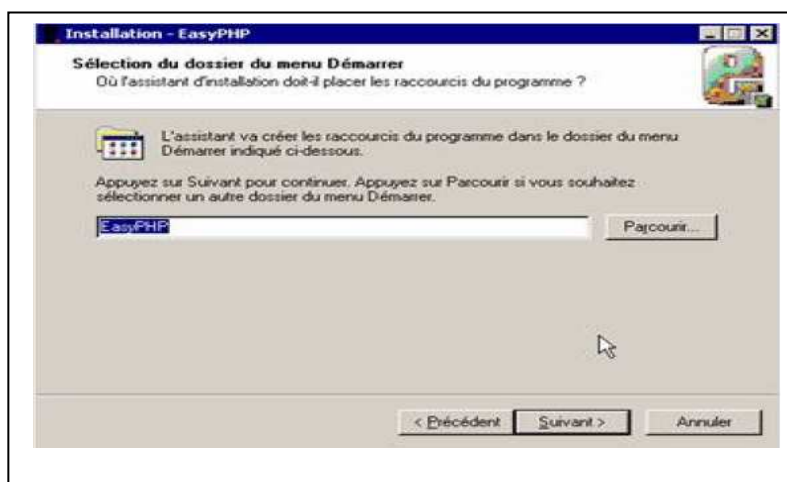 Installation - EasyPHP
Sélection du dossier du menu Démarrer
Où l'assistant d'installation doit-il placer les raccourcis du programme ?
L'assistant va créer les raccourcis du programme dans le dossier du menu
Démarrer indiqué ci-dessous.
Appuyez sur Suivant pour continuer. Appuyez sur Parcourir si vous souhaitez
sélectionner un autre dossier du menu Démarrer.
EasyPHP
Parcourir...
< Précédent
Suivant >
Annuler